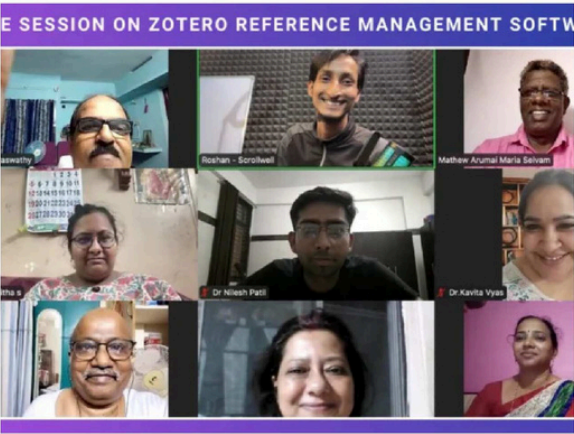 E SESSION ON ZOTERO REFERENCE MANAGEMENT SOFTW
aswathy
Roshan - Scrollwell
Mathew Arumai Maria Selvam
itha s
Dr Nilesh Patil
Dr.Kavita Vyas